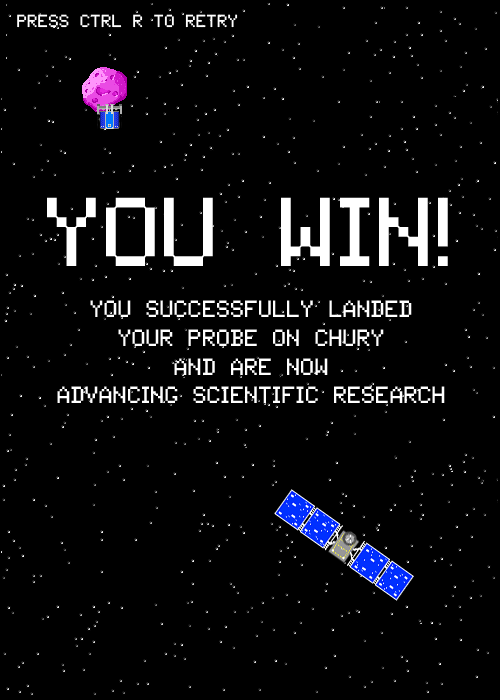 PRESS CTRL R TO RETRY
YOU WIN!
YOU SUCCESSFULLY LANDED
YOUR PROBE ON CHURY
AND ARE NOW
ADVANCING SCIENTIFIC RESEARCH